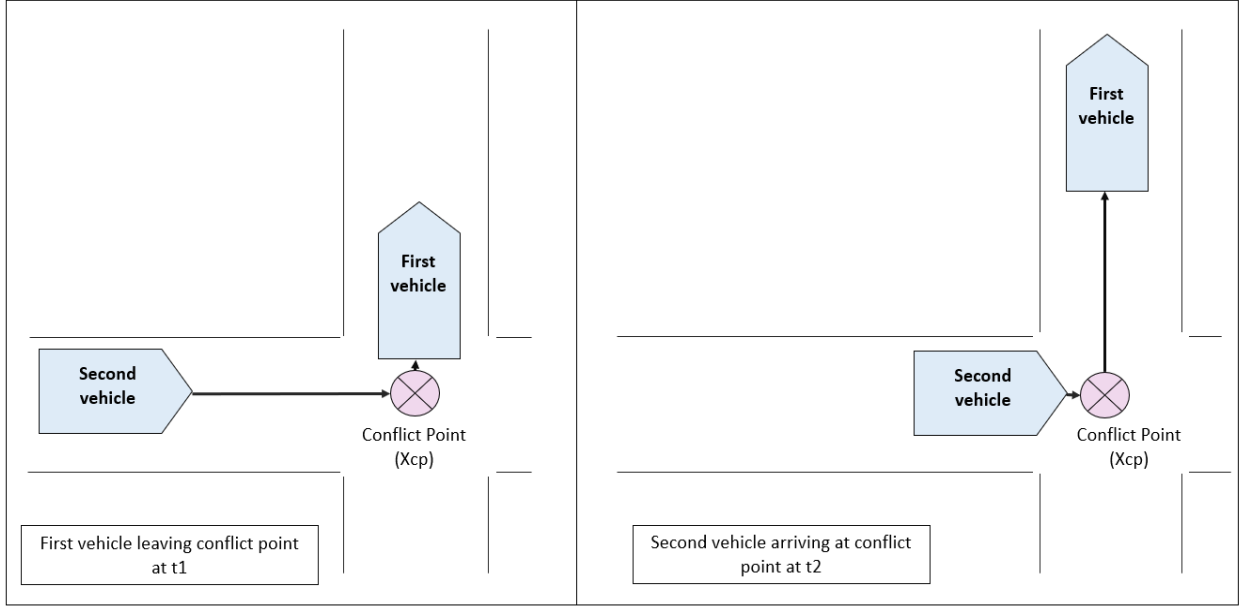 First
vehicle
Second
vehicle
Conflict Point
(Xcp)
First vehicle leaving conflict point
at t1
First
vehicle
Second
vehicle
Conflict Point
(Xcp)
Second vehicle arriving at conflict
point at t2